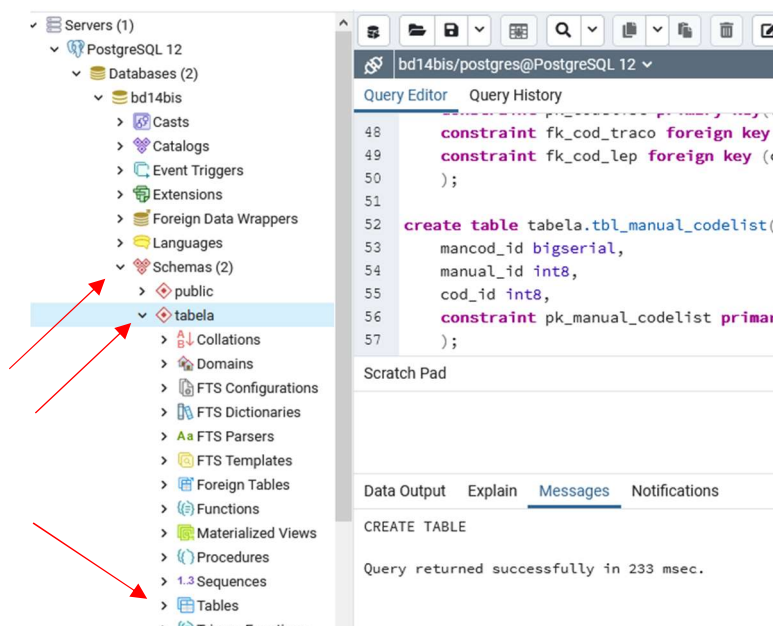 Servers (1)
PostgreSQL 12
Databases (2)
bd14bis
Casts
Catalogs
Event Triggers
Extensions
Foreign Data Wrappers
Languages
Schemas (2)
public
tabela
Collations
Domains
FTS Configurations
FTS Dictionaries
Aa FTS Parsers
FTS Templates
Foreign Tables
Functions
Materialized Views
Procedures
1..3 Sequences
Tables
bd14bis/postgres@PostgreSQL 12
Query Editor Query History
48 constraint fk_cod_traco foreign key
49 constraint fk_cod_lep foreign key (
50 );
51
52 create table tabela.tbl_manual_codelist(
53 mancod_id bigserial,
54 manual_id int8,
55 cod_id int8,
56 constraint pk_manual_codelist primar
57 );
Scratch Pad
Data Output Explain Messages Notifications
CREATE TABLE
Query returned successfully in 233 msec.